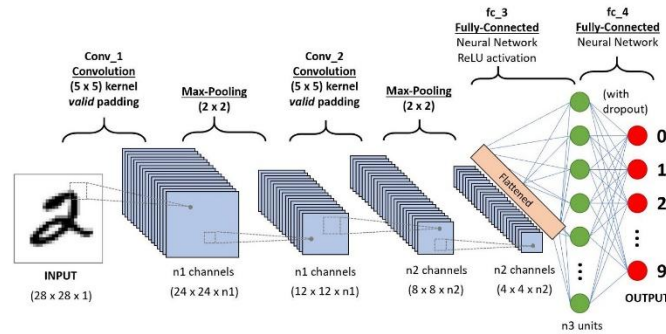 Conv_1
Convolution
(5 x 5) kernel
valid padding
Max-Pooling
(2 x 2)
Conv_2
Convolution
(5 x 5) kernel
valid padding
Max-Pooling
(2 x 2)
fc_3
Fully-Connected
Neural Network
ReLU activation
fc_4
Fully-Connected
Neural Network
(with
dropout)
0
1
2
9
Flattened
INPUT
(28 x 28 x 1)
n1 channels
(24 x 24 x n1)
n1 channels
(12 x 12 x n1)
n2 channels
(8 x 8 x n2)
n2 channels
(4 x 4 x n2)
OUTPUT
n3 units
2